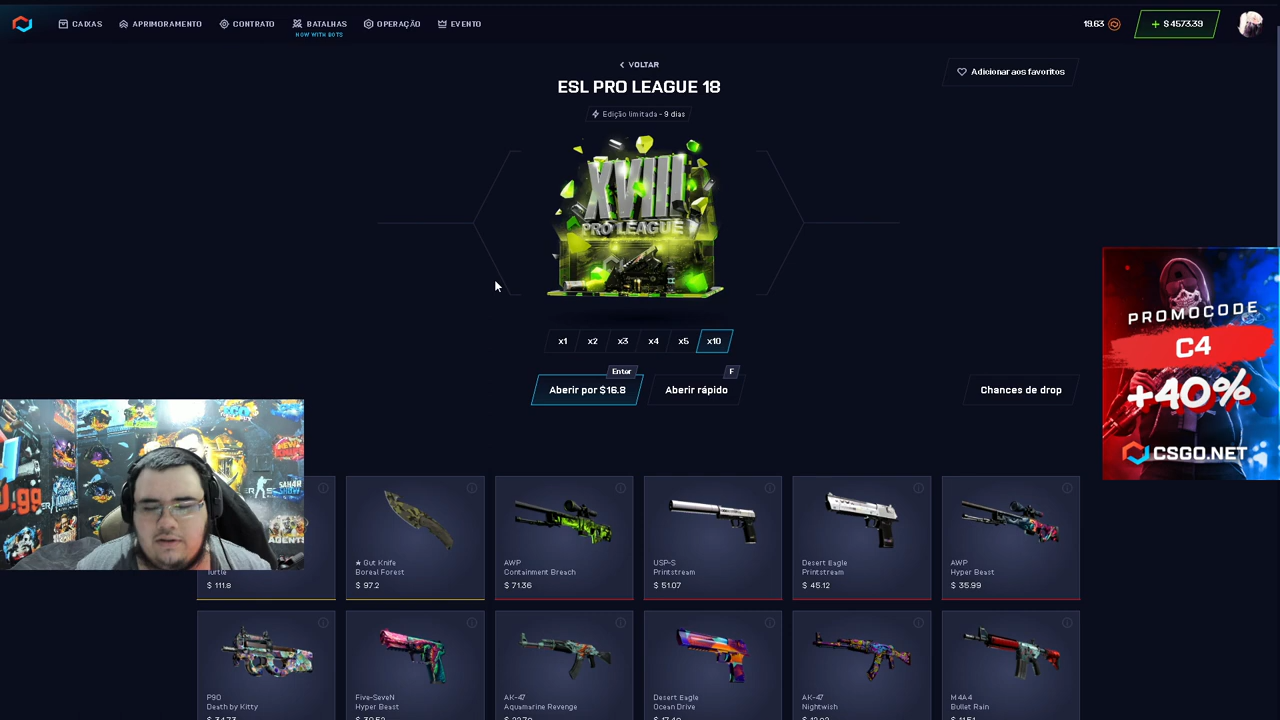 CAIXAS
APRIMORAMENTO
CONTRATO
BATALHAS
NOW WITH BOTS
OPERAÇÃO
EVENTO
19.63
+ $ 4573.39
VOLTAR
ESL PRO LEAGUE 18
Adicionar aos favoritos
Edição limitada - 9 dias
XVIII
PRO LEAGUE
x1
x2
x3
x4
x5
x10
Enter
F
Aberir por $ 16.8
Aberir rápido
Chances de drop
PROMOCODE
C4
+40%
CSGO.NET
Turtle
$ 111.8
★ Gut Knife
Boreal Forest
$ 97.2
AWP
Containment Breach
$ 71.36
USP-S
Printstream
$ 51.07
Desert Eagle
Printstream
$ 45.12
AWP
Hyper Beast
$ 35.99
P90
Death by Kitty
Five-SeveN
Hyper Beast
AK-47
Aquamarine Revenge
Desert Eagle
Ocean Drive
AK-47
Nightwish
M4A4
Bullet Rain